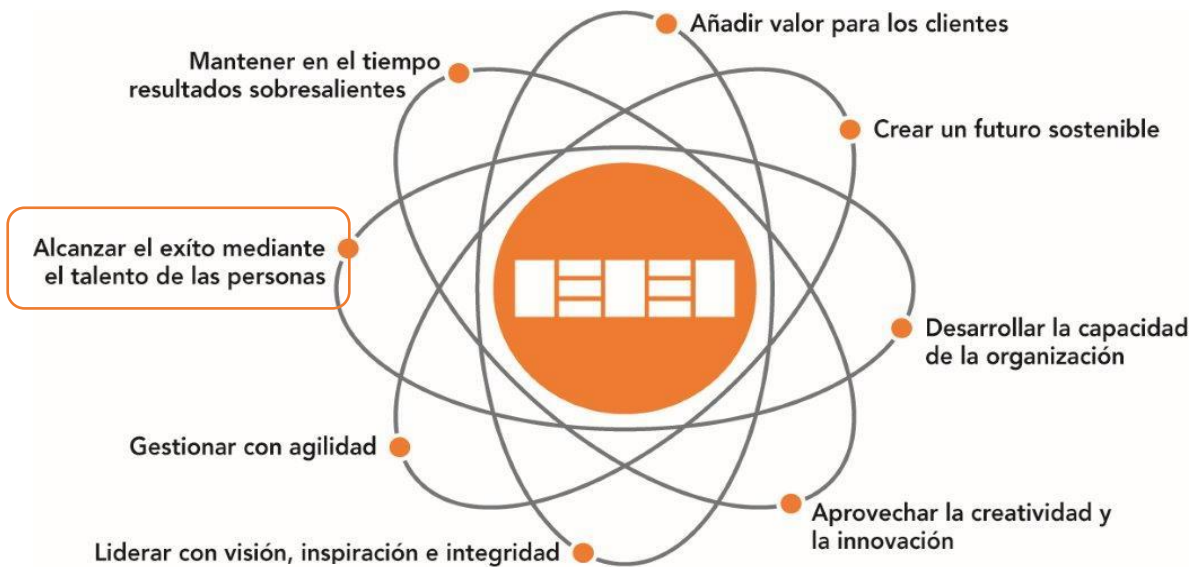 Añadir valor para los clientes
Mantener en el tiempo
resultados sobresalientes
Crear un futuro sostenible
Alcanzar el exíto mediante
el talento de las personas
Desarrollar la capacidad
de la organización
Gestionar con agilidad
Aprovechar la creatividad y
la innovación
Liderar con visión, inspiración e integridad